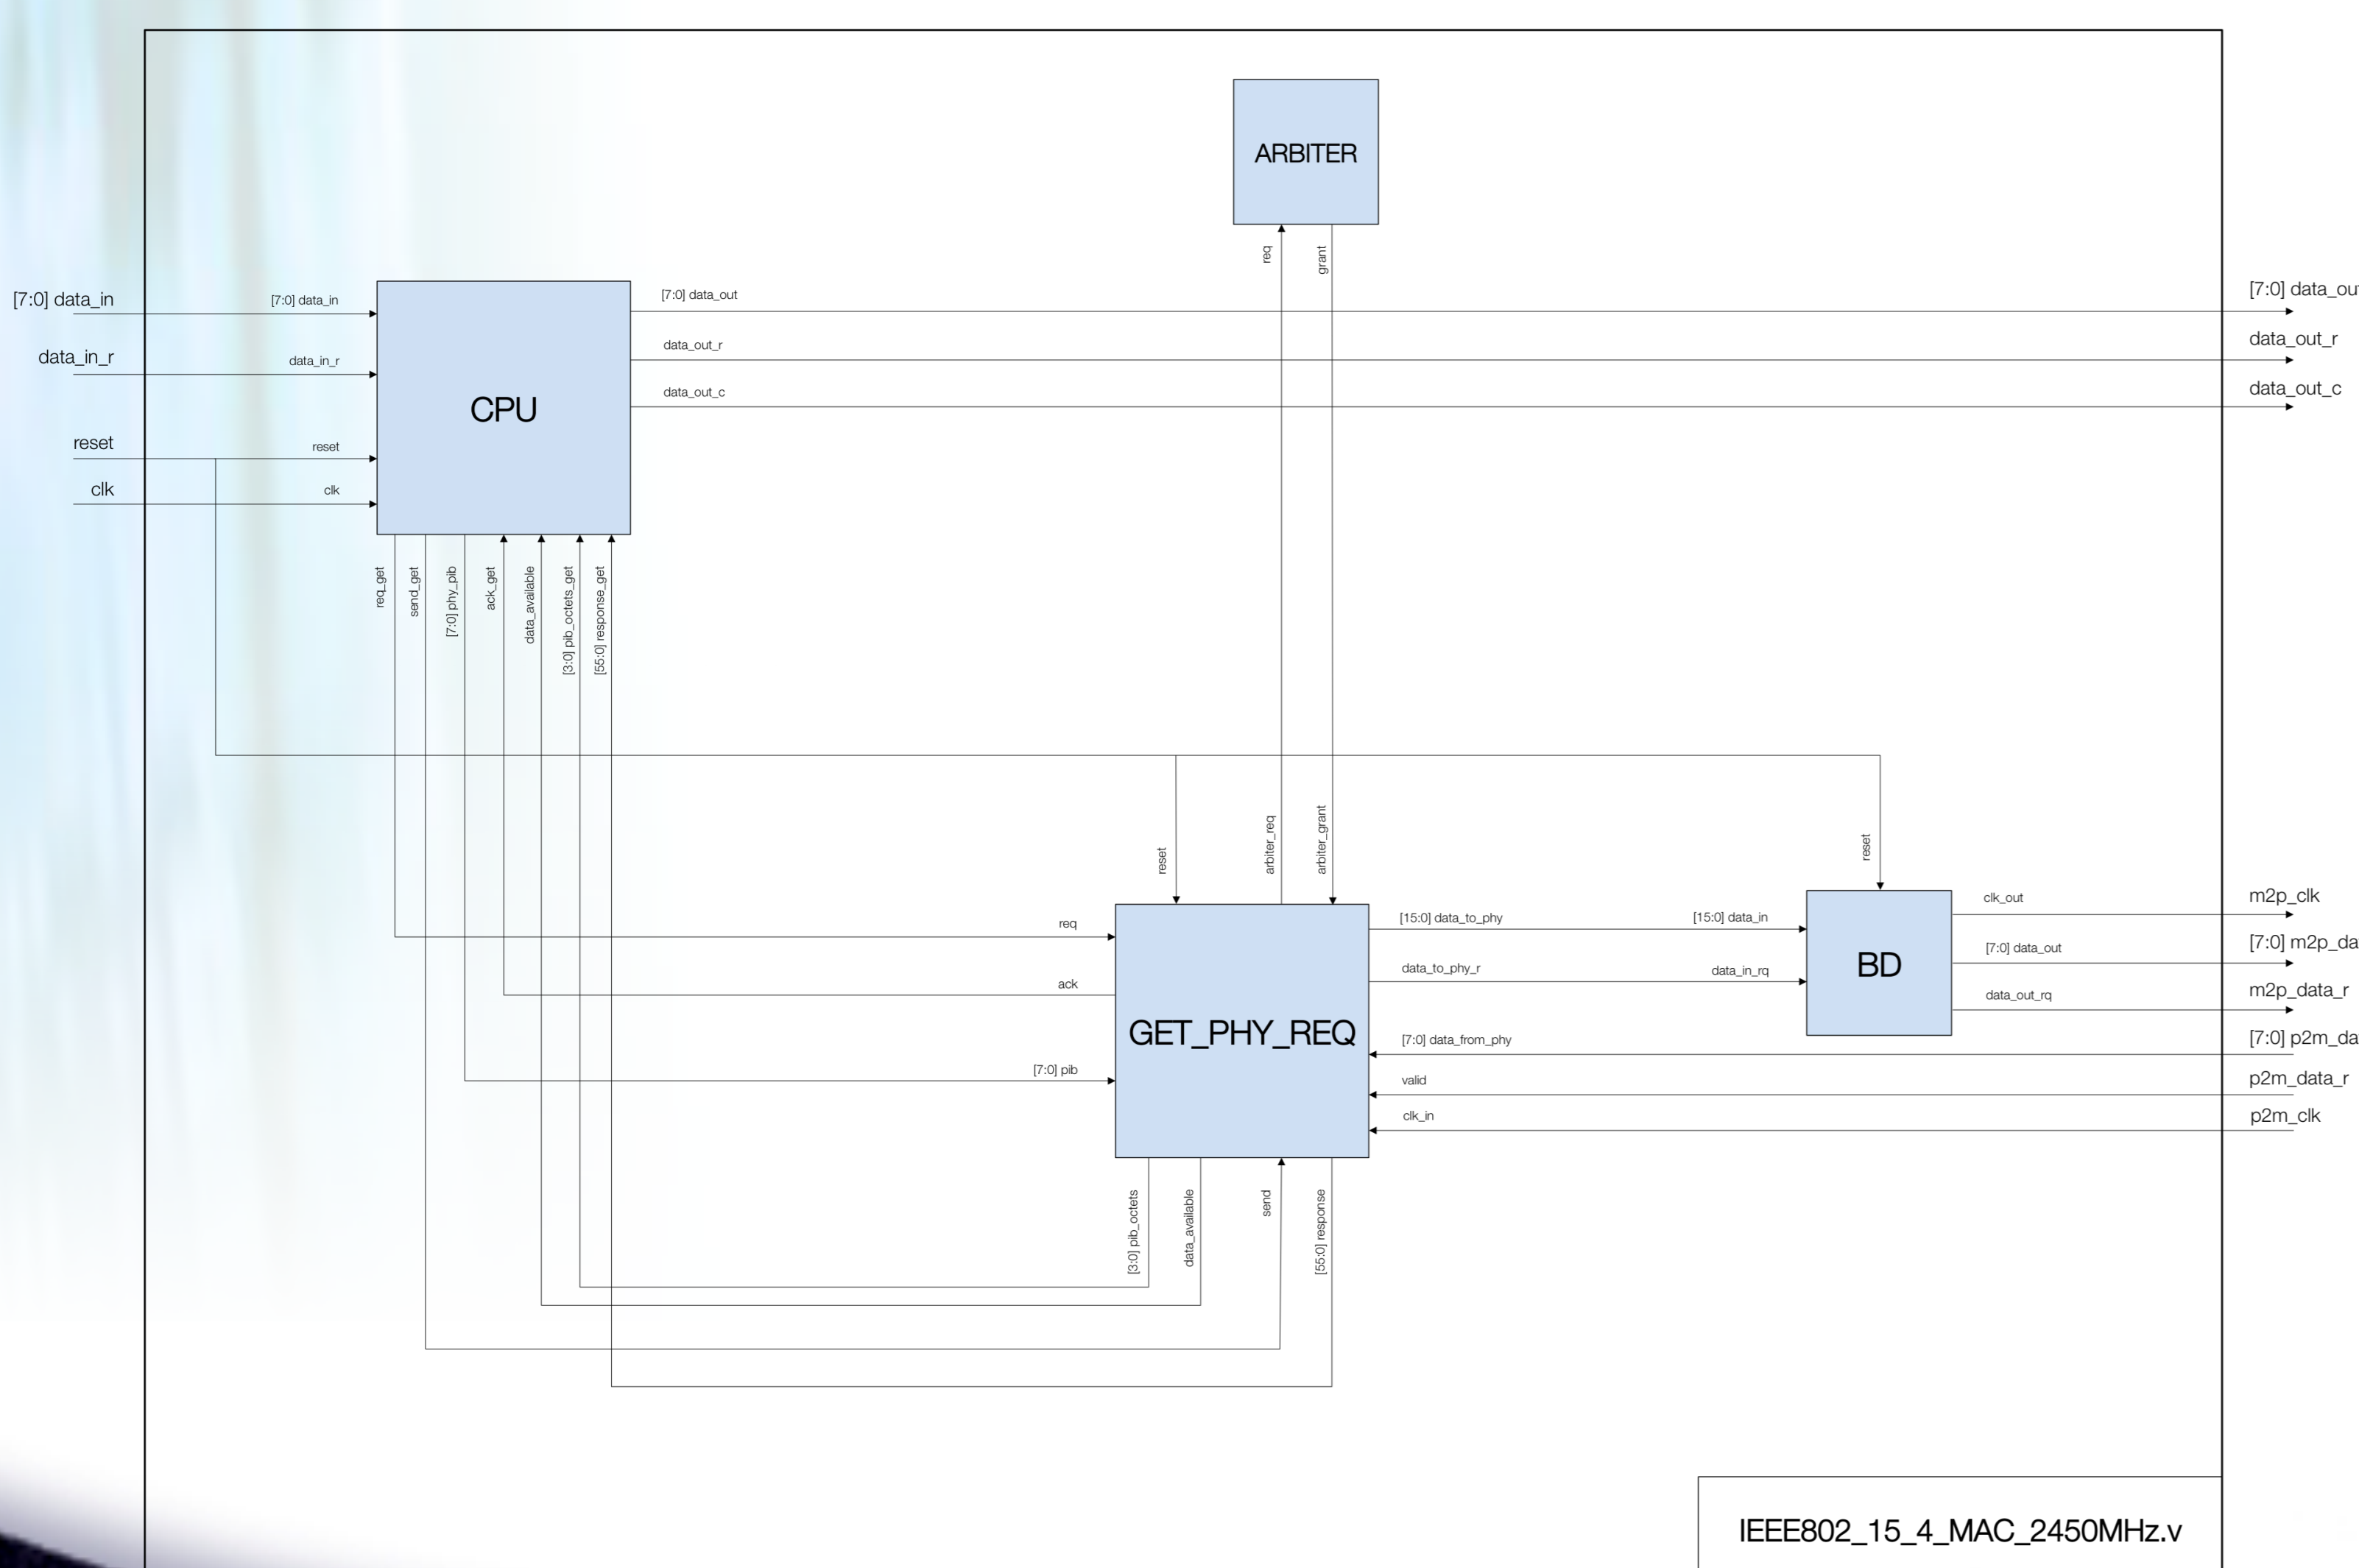 ARBITER
req
grant
[7:0] data_in
[7:0] data_in
[7:0] data_out
[7:0] data_ou
data_in_r
data_in_r
data_out_r
data_out_r
CPU
data_out_c
data_out_c
reset
reset
clk
clk
req_get
send_get
[7:0] phy_pib
ack_get
data_available
[3:0] pib_octets_get
[55:0] response_get
reset
arbiter_req
arbiter_grant
reset
req
[15:0] data_to_phy
[15:0] data_in
clk_out
m2p_clk
ack
data_to_phy_r
data_in_rq
BD
[7:0] data_out
[7:0] m2p_da
data_out_rq
m2p_data_r
GET_PHY_REQ
[7:0] data_from_phy
[7:0] p2m_da
[7:0] pib
valid
p2m_data_r
clk_in
p2m_clk
[3:0] pib_octets
data_available
send
[55:0] response
IEEE802_15_4_MAC_2450MHz.v